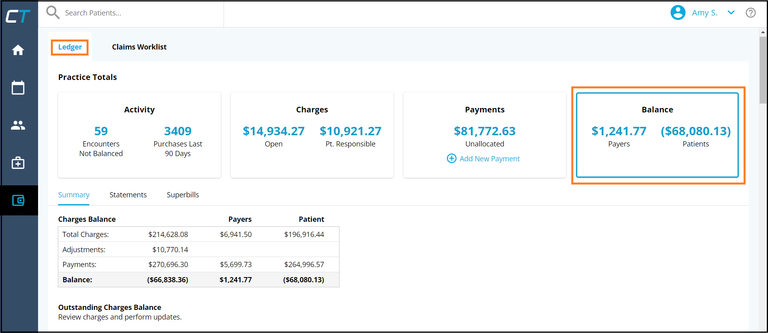 CT
Search Patients...
Amy S.
Ledger
Claims Worklist
Practice Totals
Activity
59
3409
Encounters
Purchases Last
Not Balanced
90 Days
Charges
$14,934.27
$10,921.27
Open
Pt. Responsible
Payments
$81,772.63
Unallocated
Add New Payment
Balance
$1,241.77
($68,080.13)
Payers
Patients
Summary
Statements
Superbills
Charges Balance Payers Patient
Total Charges: $214,628.08 $6,941.50 $196,916.44
Adjustments: $10,770.14
Payments: $270,696.30 $5,699.73 $264,996.57
Balance: ($66,838.36) $1,241.77 ($68,080.13)
Outstanding Charges Balance
Review charges and perform updates.